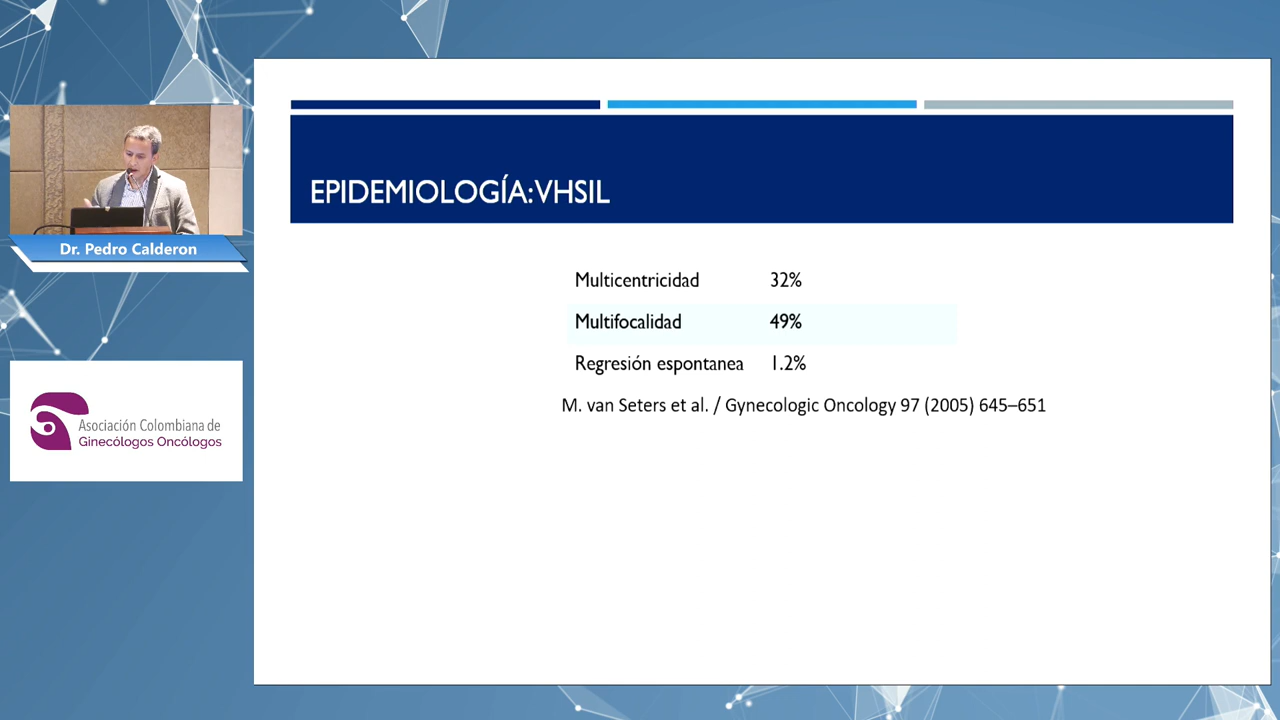 EPIDEMIOLOGÍA:VHSIL
Dr. Pedro Calderon
Multicentricidad 32%
Multifocalidad 49%
Regresión espontanea 1.2%
M. van Seters et al. / Gynecologic Oncology 97 (2005) 645–651
Asociación Colombiana de
Ginecólogos Oncólogos